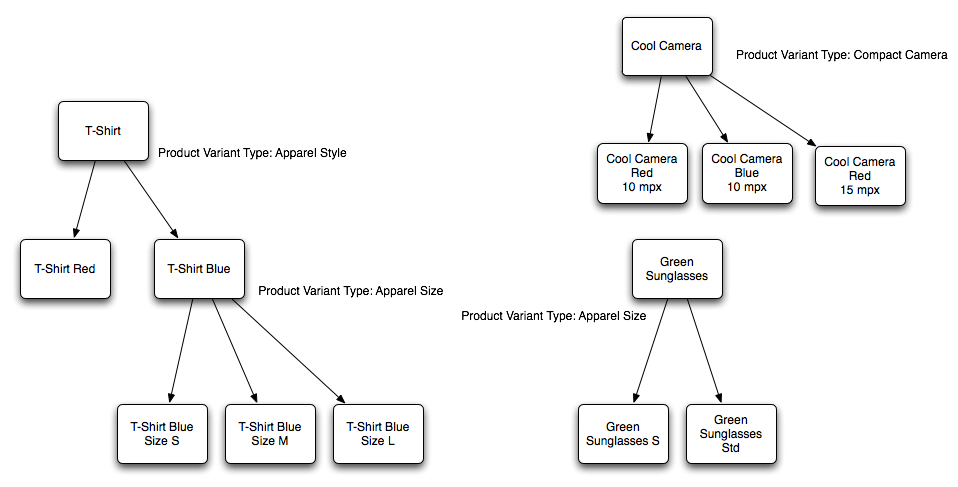 T-Shirt
Product Variant Type: Apparel Style
T-Shirt Red
T-Shirt Blue
Product Variant Type: Apparel Size
T-Shirt Blue
Size S
T-Shirt Blue
Size M
T-Shirt Blue
Size L
Cool Camera
Product Variant Type: Compact Camera
Cool Camera
Red
10 mpx
Cool Camera
Blue
10 mpx
Cool Camera
Red
15 mpx
Green
Sunglasses
Product Variant Type: Apparel Size
Green
Sunglasses S
Green
Sunglasses
Std